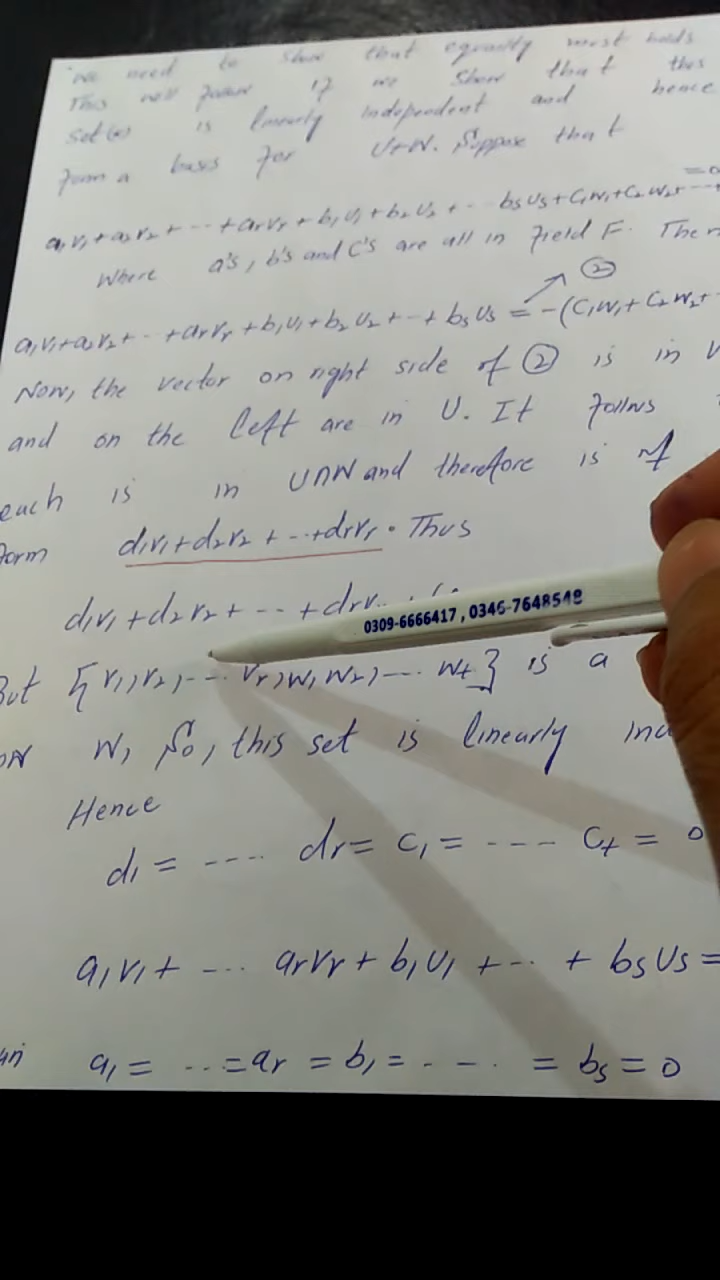 We need to show that equality must holds
This will follow if we show that this
set is linearly independent and hence
form a bases for U+W. Suppose that
= 0
a₁v₁+a₂v₂+ ··· +arvr+b₁u₁+b₂u₂+ ··· bsus+c₁w₁+c₂w₂+ ···
Where a's, b's and c's are all in field F. Then
②
a₁v₁+a₂v₂+ ·· +arvr+b₁u₁+b₂u₂+··+bsus = -(c₁w₁+c₂w₂+··
Now, the vector on right side of ② is in W
and on the left are in U. It follows
each is in U∩W and therefore is of
form d₁v₁+d₂v₂+ ···+drvr. Thus
d₁v₁+d₂v₂+ ··· +drv
0309-6666417, 0346-7648548
But {v₁,v₂,··· vr,w₁,w₂,··· wt} is a
W, So, this set is linearly
Hence
d₁ = ···· dr = c₁ = ···· ct = 0
a₁v₁+ ··· arvr+b₁u₁+··· + bsus =
a₁ = ···=ar = b₁ = ····· = bs = 0